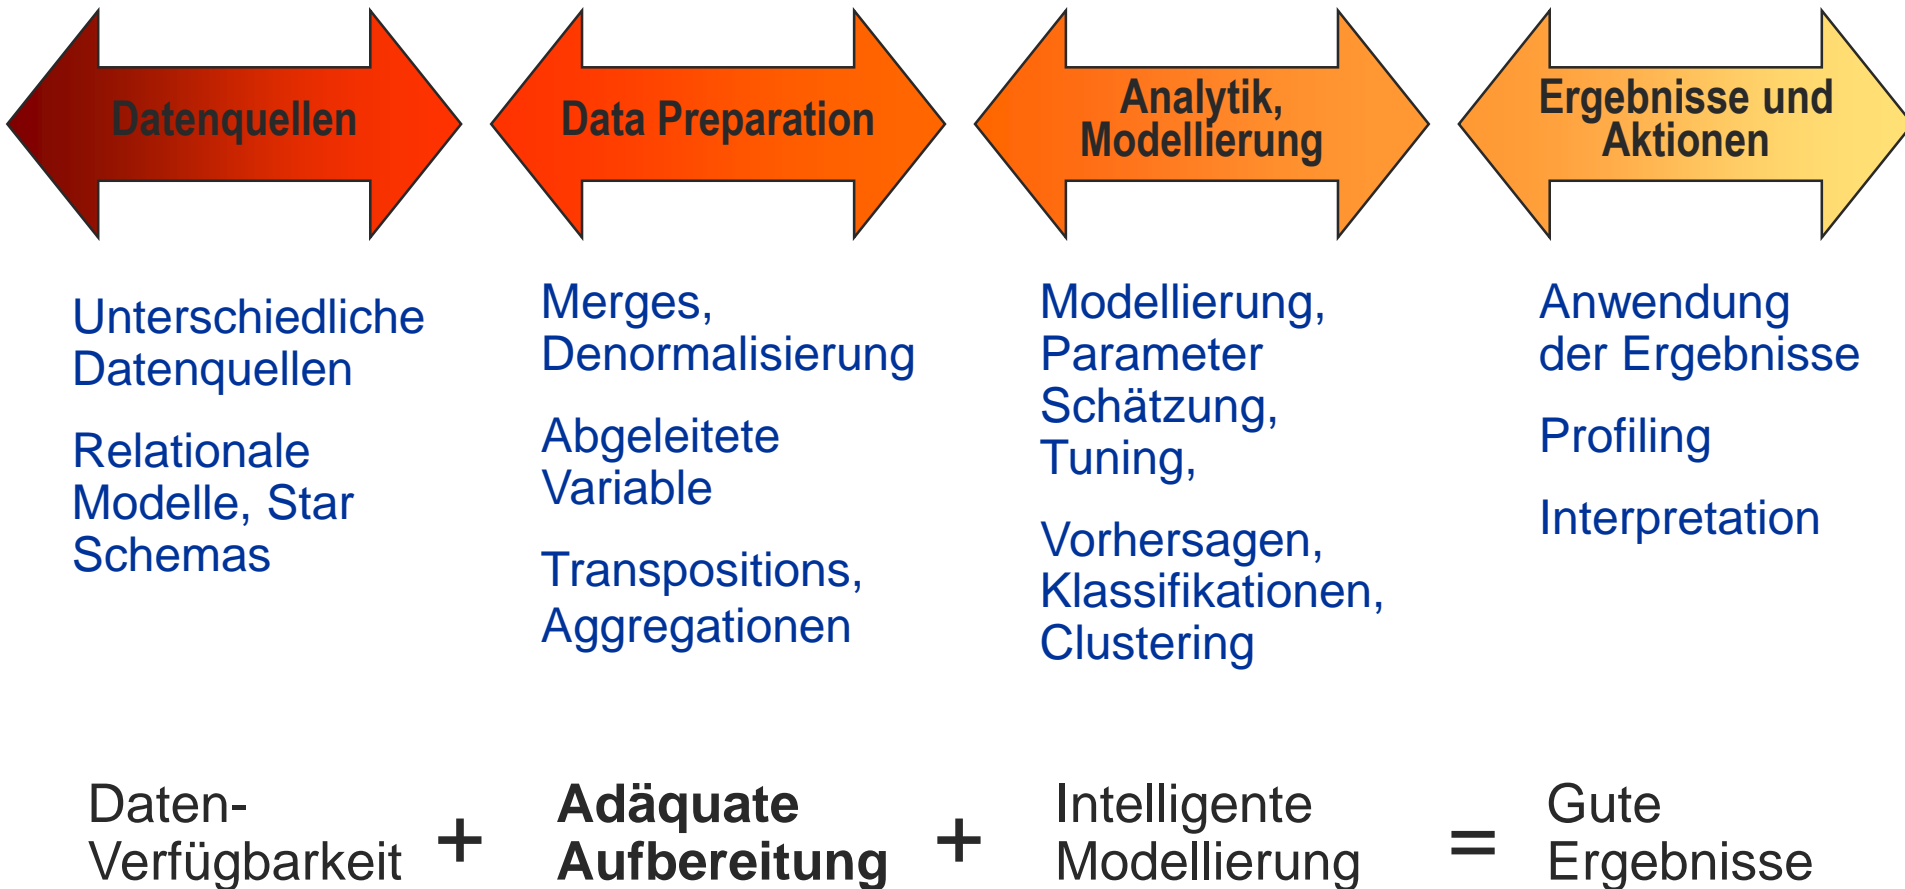 Datenquellen
Data Preparation
Analytik,
Modellierung
Ergebnisse und
Aktionen
Unterschiedliche
Datenquellen
Relationale
Modelle, Star
Schemas
Merges,
Denormalisierung
Abgeleitete
Variable
Transpositions,
Aggregationen
Modellierung,
Parameter
Schätzung,
Tuning,
Vorhersagen,
Klassifikationen,
Clustering
Anwendung
der Ergebnisse
Profiling
Interpretation
Daten-
Verfügbarkeit
+
Adäquate
Aufbereitung
+
Intelligente
Modellierung
=
Gute
Ergebnisse